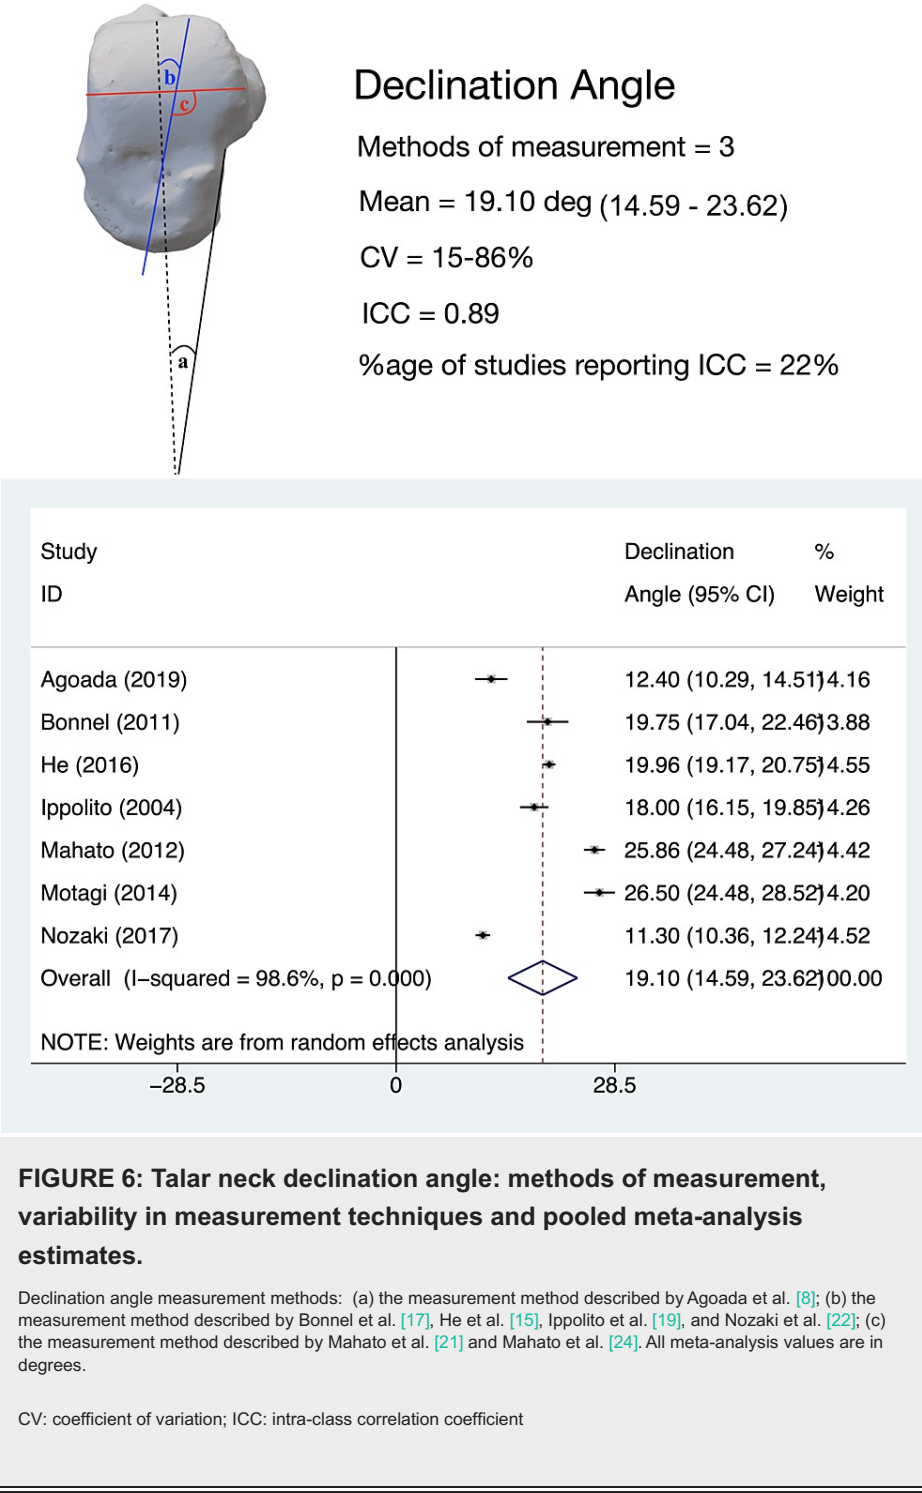 b
c
a
Declination Angle
Methods of measurement = 3
Mean = 19.10 deg (14.59 - 23.62)
CV = 15-86%
ICC = 0.89
%age of studies reporting ICC = 22%
Study Declination %
ID Angle (95% CI) Weight
Agoada (2019) 12.40 (10.29, 14.51)14.16
Bonnel (2011) 19.75 (17.04, 22.46)13.88
He (2016) 19.96 (19.17, 20.75)14.55
Ippolito (2004) 18.00 (16.15, 19.85)14.26
Mahato (2012) 25.86 (24.48, 27.24)14.42
Motagi (2014) 26.50 (24.48, 28.52)14.20
Nozaki (2017) 11.30 (10.36, 12.24)14.52
Overall (I−squared = 98.6%, p = 0.000) 19.10 (14.59, 23.62)100.00
NOTE: Weights are from random effects analysis
−28.5 0 28.5
FIGURE 6: Talar neck declination angle: methods of measurement,
variability in measurement techniques and pooled meta-analysis
estimates.
Declination angle measurement methods: (a) the measurement method described by Agoada et al. [8]; (b) the
measurement method described by Bonnel et al. [17], He et al. [15], Ippolito et al. [19], and Nozaki et al. [22]; (c)
the measurement method described by Mahato et al. [21] and Mahato et al. [24]. All meta-analysis values are in
degrees.
CV: coefficient of variation; ICC: intra-class correlation coefficient